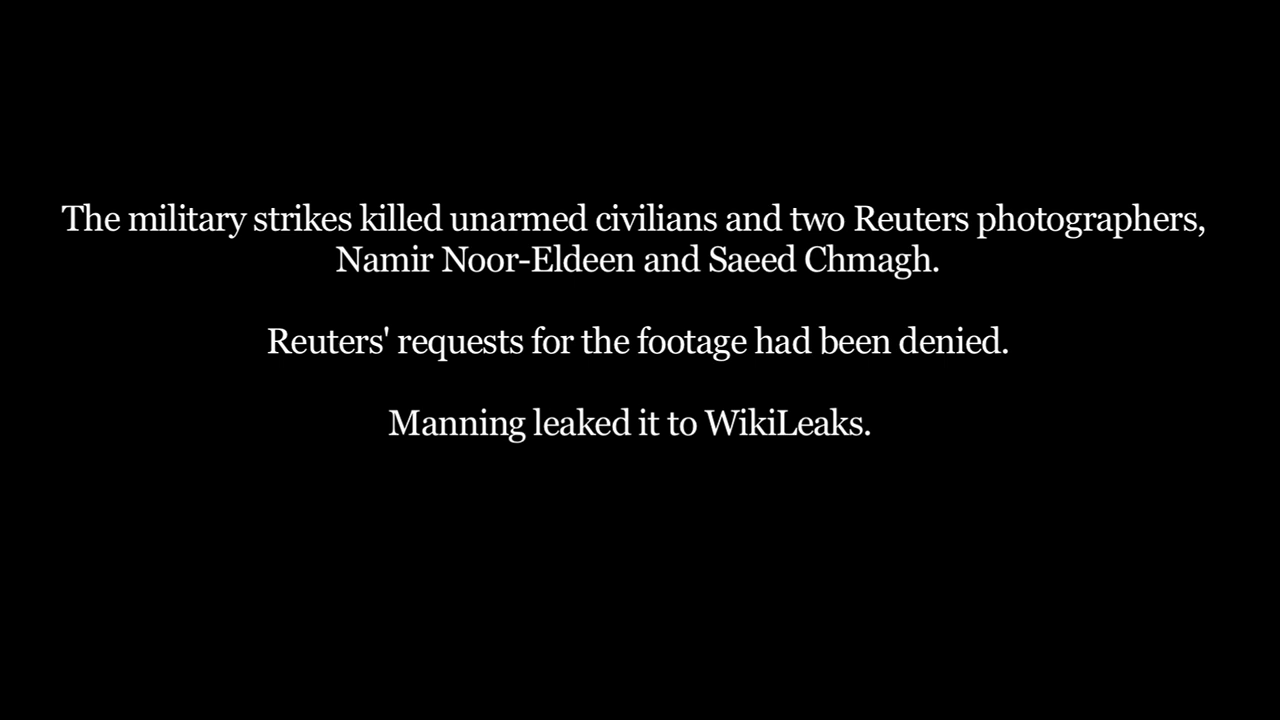 The military strikes killed unarmed civilians and two Reuters photographers,
Namir Noor-Eldeen and Saeed Chmagh.
Reuters' requests for the footage had been denied.
Manning leaked it to WikiLeaks.